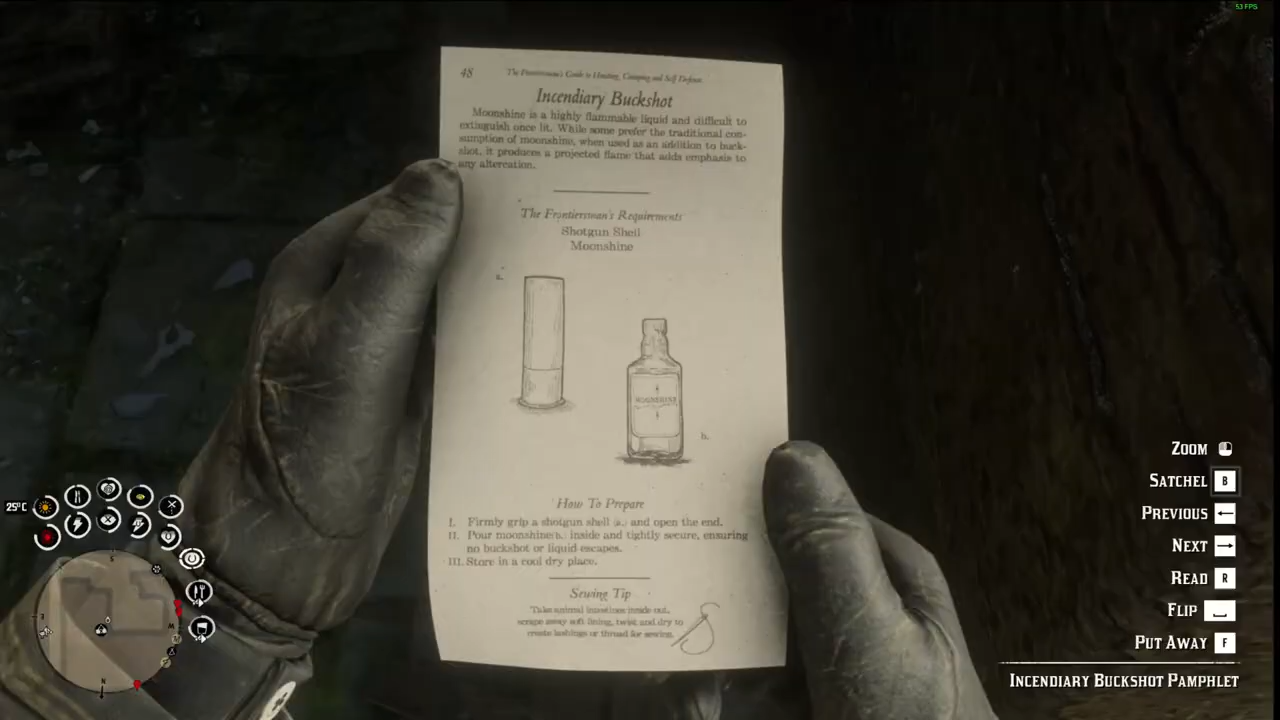 53 FPS
48 The Frontiersman's Guide to Hunting, Camping and Self Defense.
Incendiary Buckshot
Moonshine is a highly flammable liquid and difficult to
extinguish once lit. While some prefer the traditional con-
sumption of moonshine, when used as an addition to buck-
shot, it produces a projected flame that adds emphasis to
any altercation.
The Frontiersman's Requirements
Shotgun Shell
Moonshine
a.
MOONSHINE
b.
How To Prepare
I. Firmly grip a shotgun shell (a.) and open the end.
II. Pour moonshine(b. inside and tightly secure, ensuring
no buckshot or liquid escapes.
III. Store in a cool dry place.
Sewing Tip
Take animal intestines inside out,
scrape away soft lining, twist and dry to
create lashings or thread for sewing.
25°C
S
W
N
ZOOM
SATCHEL B
PREVIOUS ←
NEXT →
READ R
FLIP
PUT AWAY F
INCENDIARY BUCKSHOT PAMPHLET